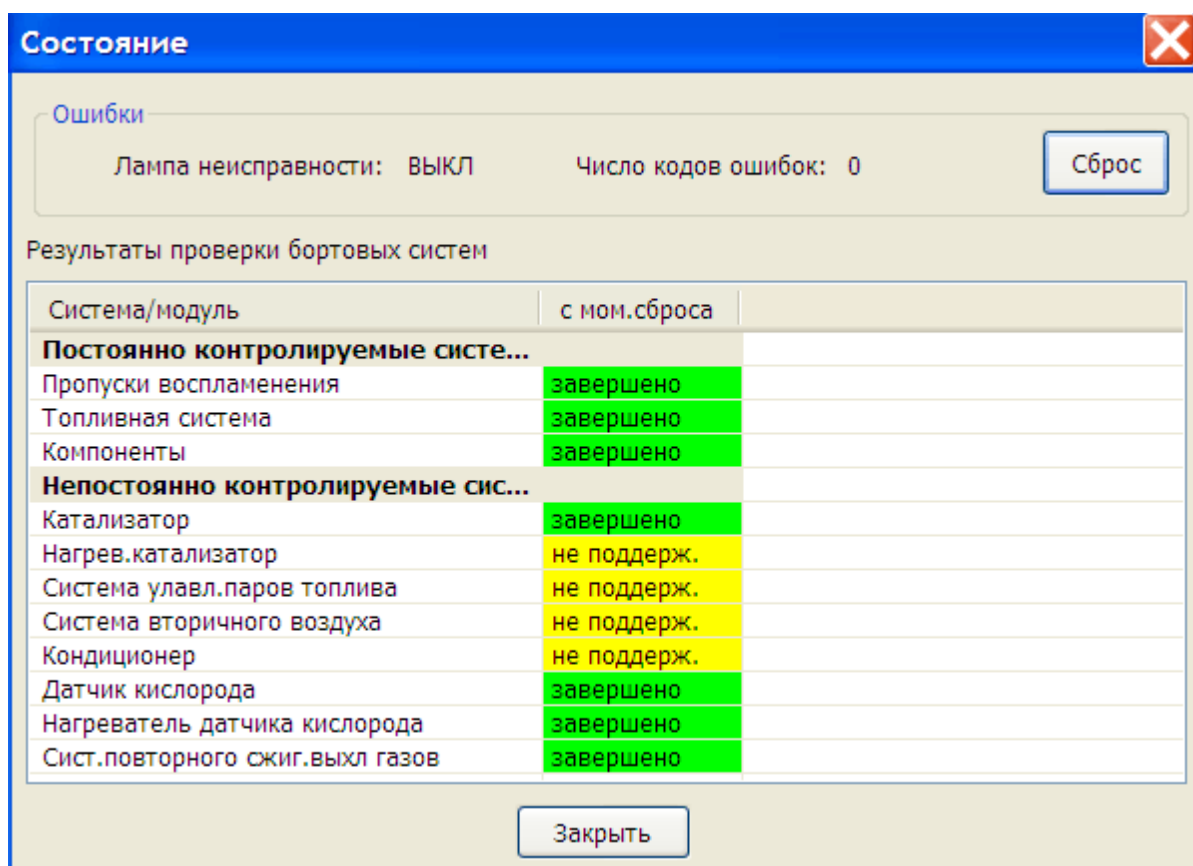 Состояние
Ошибки
Лампа неисправности: ВЫКЛ Число кодов ошибок: 0 Сброс
Результаты проверки бортовых систем
Система/модуль с мом.сброса
Постоянно контролируемые систе...
Пропуски воспламенения завершено
Топливная система завершено
Компоненты завершено
Непостоянно контролируемые сис...
Катализатор завершено
Нагрев.катализатор не поддерж.
Система улавл.паров топлива не поддерж.
Система вторичного воздуха не поддерж.
Кондиционер не поддерж.
Датчик кислорода завершено
Нагреватель датчика кислорода завершено
Сист.повторного сжиг.выхл газов завершено
Закрыть